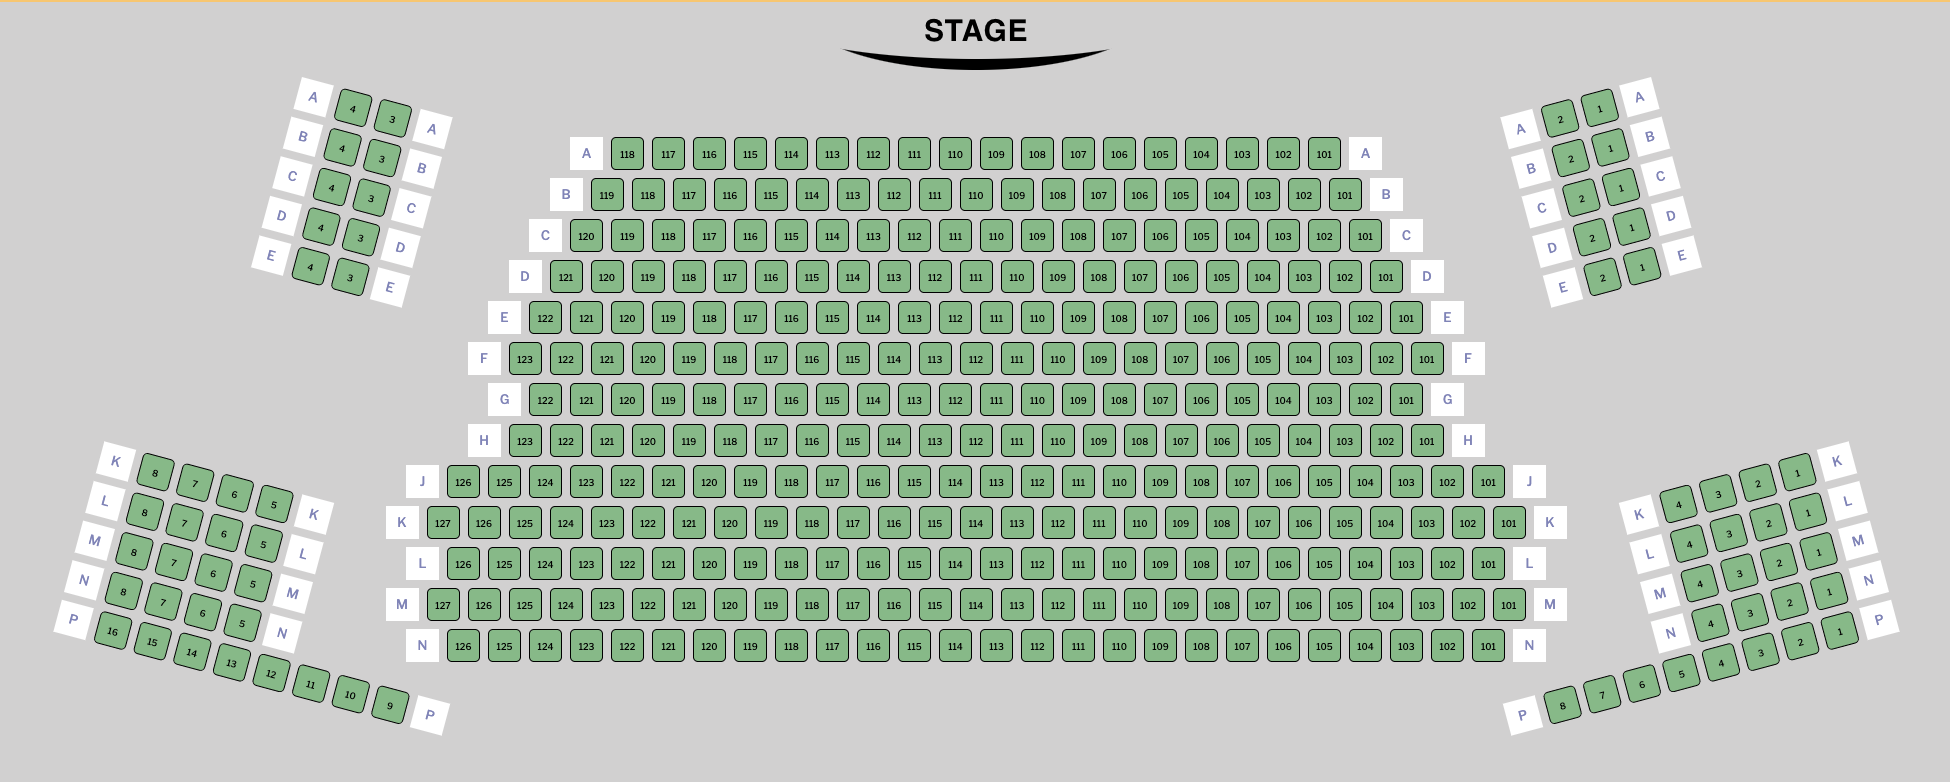 STAGE
A 4 3 A
B 4 3 B
C 4 3 C
D 4 3 D
E 4 3 E
A 118 117 116 115 114 113 112 111 110 109 108 107 106 105 104 103 102 101 A
B 119 118 117 116 115 114 113 112 111 110 109 108 107 106 105 104 103 102 101 B
C 120 119 118 117 116 115 114 113 112 111 110 109 108 107 106 105 104 103 102 101 C
D 121 120 119 118 117 116 115 114 113 112 111 110 109 108 107 106 105 104 103 102 101 D
E 122 121 120 119 118 117 116 115 114 113 112 111 110 109 108 107 106 105 104 103 102 101 E
F 123 122 121 120 119 118 117 116 115 114 113 112 111 110 109 108 107 106 105 104 103 102 101 F
G 122 121 120 119 118 117 116 115 114 113 112 111 110 109 108 107 106 105 104 103 102 101 G
H 123 122 121 120 119 118 117 116 115 114 113 112 111 110 109 108 107 106 105 104 103 102 101 H
J 126 125 124 123 122 121 120 119 118 117 116 115 114 113 112 111 110 109 108 107 106 105 104 103 102 101 J
K 127 126 125 124 123 122 121 120 119 118 117 116 115 114 113 112 111 110 109 108 107 106 105 104 103 102 101 K
L 126 125 124 123 122 121 120 119 118 117 116 115 114 113 112 111 110 109 108 107 106 105 104 103 102 101 L
M 127 126 125 124 123 122 121 120 119 118 117 116 115 114 113 112 111 110 109 108 107 106 105 104 103 102 101 M
N 126 125 124 123 122 121 120 119 118 117 116 115 114 113 112 111 110 109 108 107 106 105 104 103 102 101 N
A 2 1 A
B 2 1 B
C 2 1 C
D 2 1 D
E 2 1 E
K 8 7 6 5 K
L 8 7 6 5 L
M 8 7 6 5 M
N 8 7 6 5 N
P 16 15 14 13 12 11 10 9 P
K 4 3 2 1 K
L 4 3 2 1 L
M 4 3 2 1 M
N 4 3 2 1 N
P 8 7 6 5 4 3 2 1 P